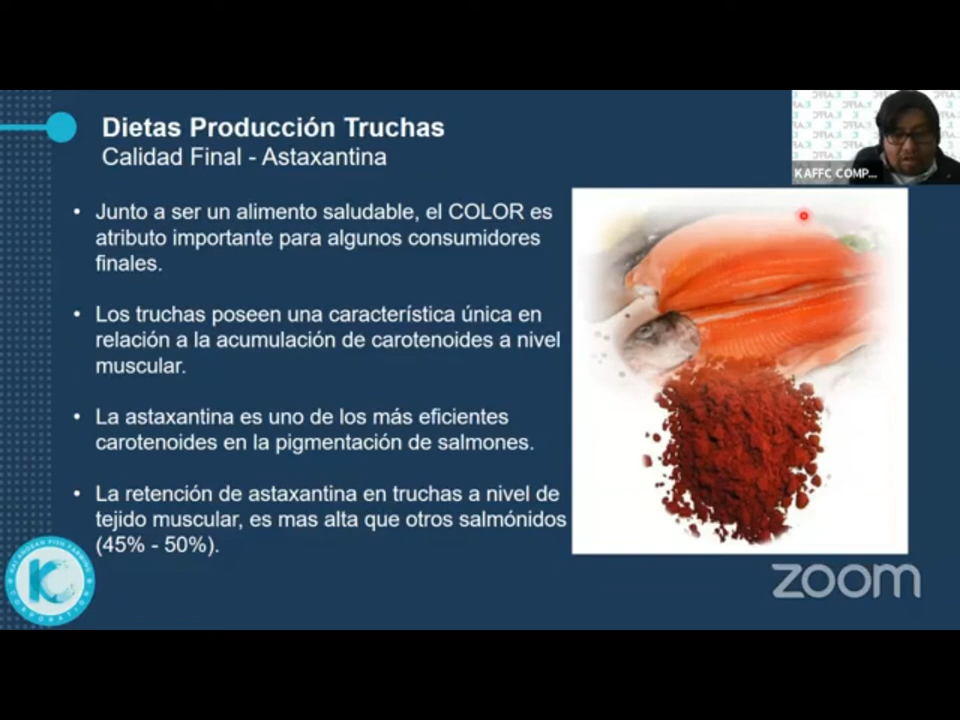 Dietas Producción Truchas
Calidad Final - Astaxantina
KAFFC COMP...
• Junto a ser un alimento saludable, el COLOR es
atributo importante para algunos consumidores
finales.
• Los truchas poseen una característica única en
relación a la acumulación de carotenoides a nivel
muscular.
• La astaxantina es uno de los más eficientes
carotenoides en la pigmentación de salmones.
• La retención de astaxantina en truchas a nivel de
tejido muscular, es mas alta que otros salmónidos
(45% - 50%).
zoom